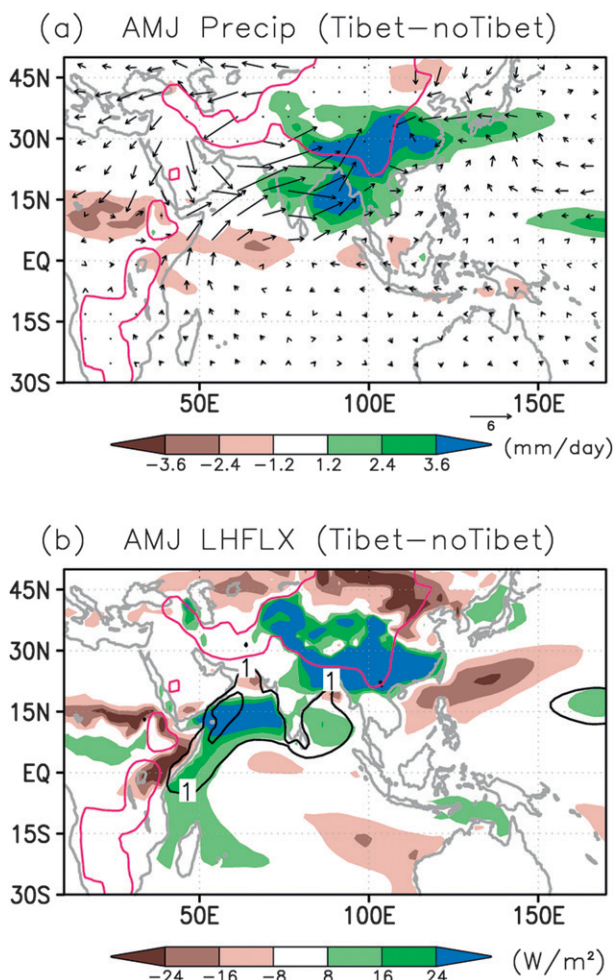 (a) AMJ Precip (Tibet−noTibet)
45N
30N
15N
EQ
15S
30S
50E 100E 150E
6
−3.6 −2.4 −1.2 1.2 2.4 3.6 (mm/day)
(b) AMJ LHFLX (Tibet−noTibet)
45N
30N
1 1
15N
EQ
1
15S
30S
50E 100E 150E
−24 −16 −8 8 16 24 (W/m²)